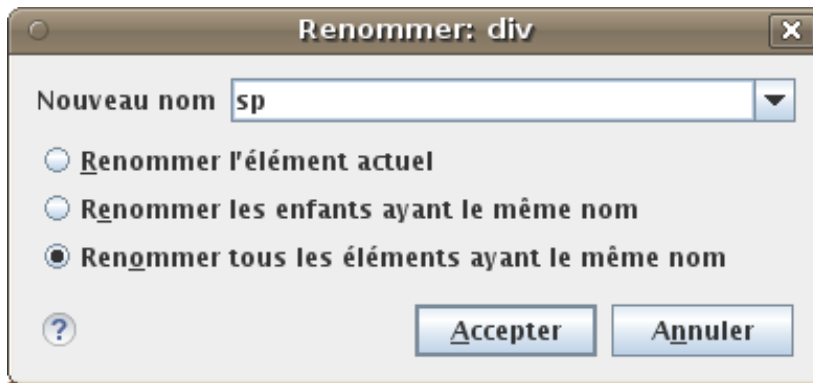 Renommer: div
Nouveau nom sp
Renommer l'élément actuel
Renommer les enfants ayant le même nom
Renommer tous les éléments ayant le même nom
?
Accepter Annuler